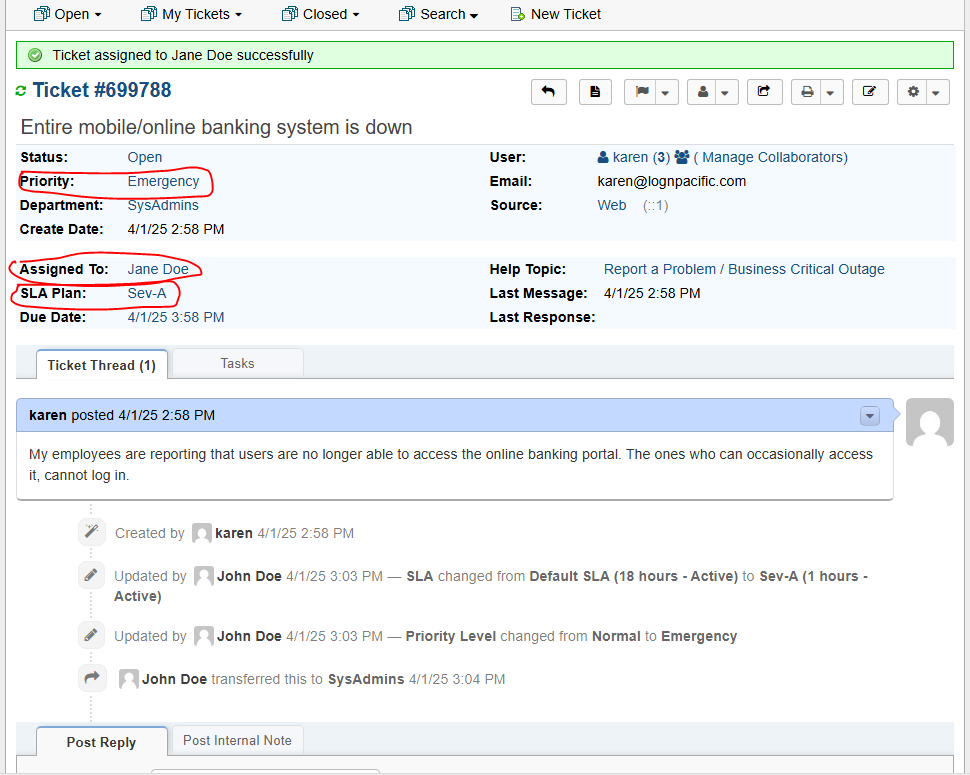 Open My Tickets Closed Search New Ticket
Ticket assigned to Jane Doe successfully
Ticket #699788
Entire mobile/online banking system is down
Status: Open User: karen (3) ( Manage Collaborators)
Priority: Emergency Email: karen@lognpacific.com
Department: SysAdmins Source: Web (::1)
Create Date: 4/1/25 2:58 PM
Assigned To: Jane Doe Help Topic: Report a Problem / Business Critical Outage
SLA Plan: Sev-A Last Message: 4/1/25 2:58 PM
Due Date: 4/1/25 3:58 PM Last Response:
Ticket Thread (1) Tasks
karen posted 4/1/25 2:58 PM
My employees are reporting that users are no longer able to access the online banking portal. The ones who can occasionally access
it, cannot log in.
Created by karen 4/1/25 2:58 PM
Updated by John Doe 4/1/25 3:03 PM — SLA changed from Default SLA (18 hours - Active) to Sev-A (1 hours -
Active)
Updated by John Doe 4/1/25 3:03 PM — Priority Level changed from Normal to Emergency
John Doe transferred this to SysAdmins 4/1/25 3:04 PM
Post Reply Post Internal Note